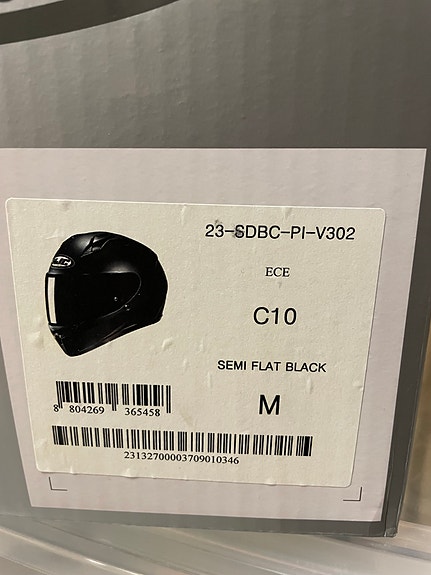 23-SDBC-PI-V302
ECE
C10
SEMI FLAT BLACK
M
8 804269 365458
23132700003709010346